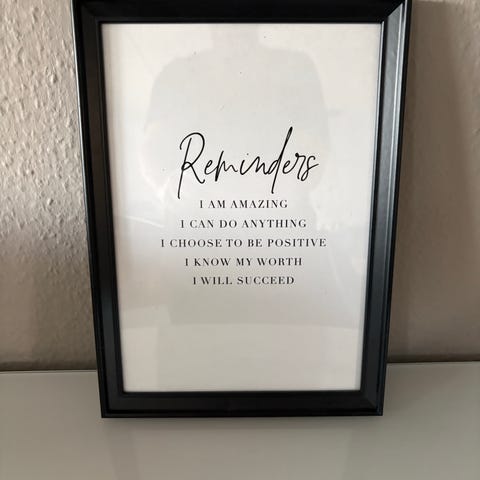 Reminders
I AM AMAZING
I CAN DO ANYTHING
I CHOOSE TO BE POSITIVE
I KNOW MY WORTH
I WILL SUCCEED